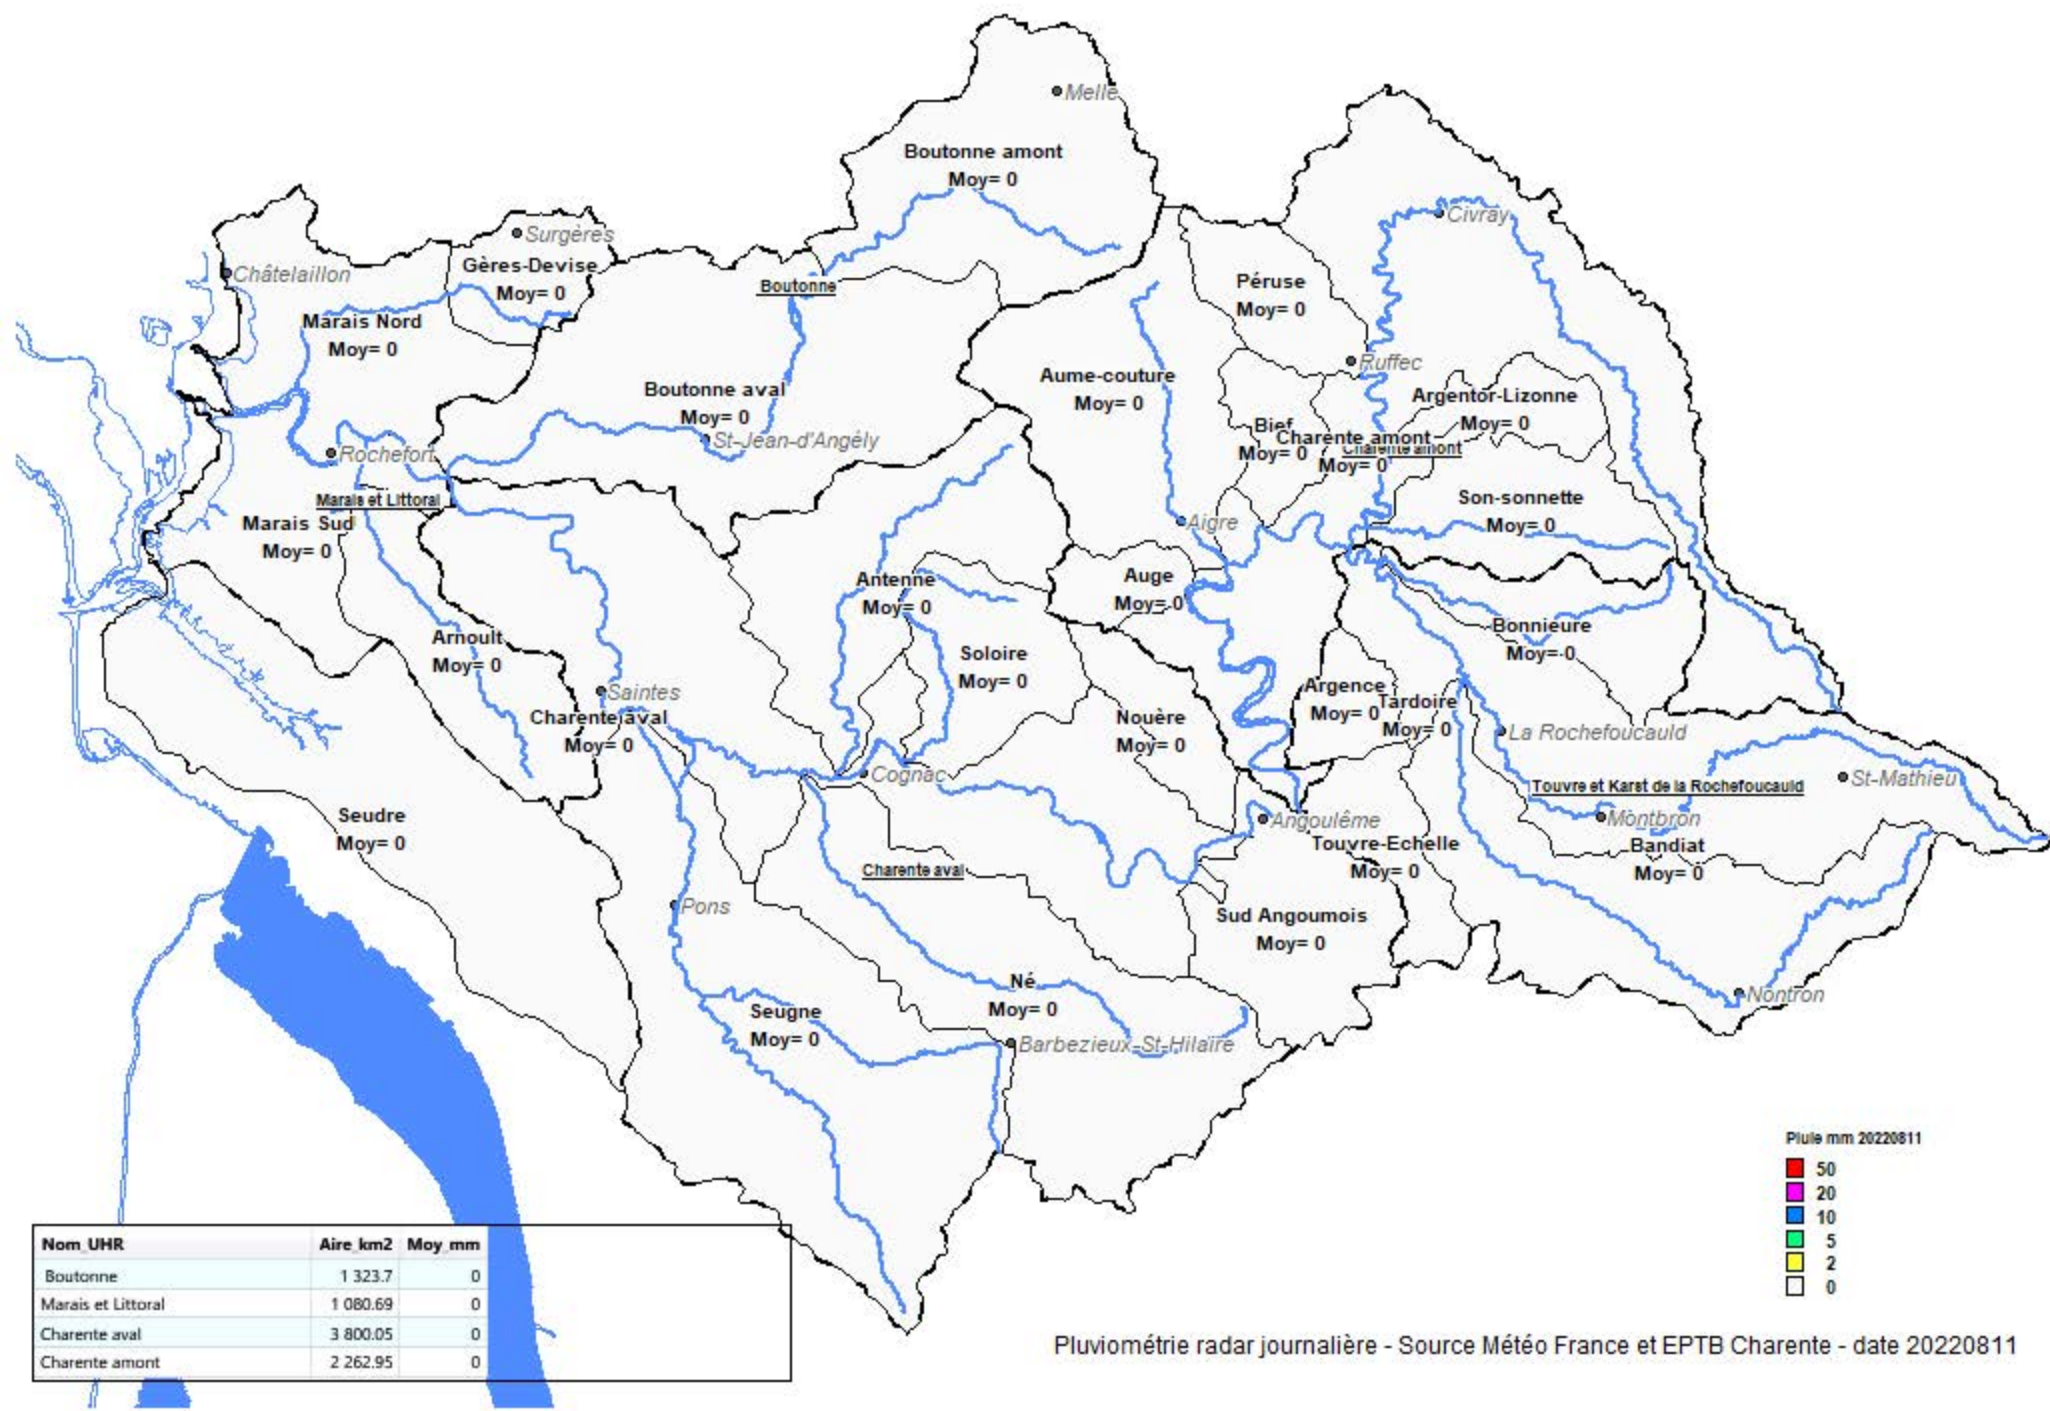 Melle
Boutonne amont
Moy= 0
Civray
Surgères
Châtelaillon
Gères-Devise
Moy= 0
Boutonne
Péruse
Moy= 0
Marais Nord
Moy= 0
Ruffec
Aume-couture
Moy= 0
Boutonne aval
Moy= 0
Argentor-Lizonne
Moy= 0
St-Jean-d'Angély
Bief
Moy= 0
Charente amont
Moy= 0
Charente amont
Rochefort
Marais et Littoral
Son-sonnette
Moy= 0
Marais Sud
Moy= 0
Aigre
Antenne
Moy= 0
Auge
Moy= 0
Bonnieure
Moy= 0
Arnoult
Moy= 0
Soloire
Moy= 0
Saintes
Argence
Moy= 0
Tardoire
Moy= 0
Charente aval
Moy= 0
Nouère
Moy= 0
La Rochefoucauld
Cognac
St-Mathieu
Touvre et Karst de la Rochefoucauld
Seudre
Moy= 0
Angoulême
Montbron
Touvre-Echelle
Moy= 0
Bandiat
Moy= 0
Charente aval
Pons
Sud Angoumois
Moy= 0
Né
Moy= 0
Nontron
Seugne
Moy= 0
Barbezieux-St-Hilaire
Pluie mm 20220811
50
20
10
5
2
0
Nom_UHR Aire_km2 Moy_mm
Boutonne 1 323.7 0
Marais et Littoral 1 080.69 0
Charente aval 3 800.05 0
Charente amont 2 262.95 0
Pluviométrie radar journalière - Source Météo France et EPTB Charente - date 20220811